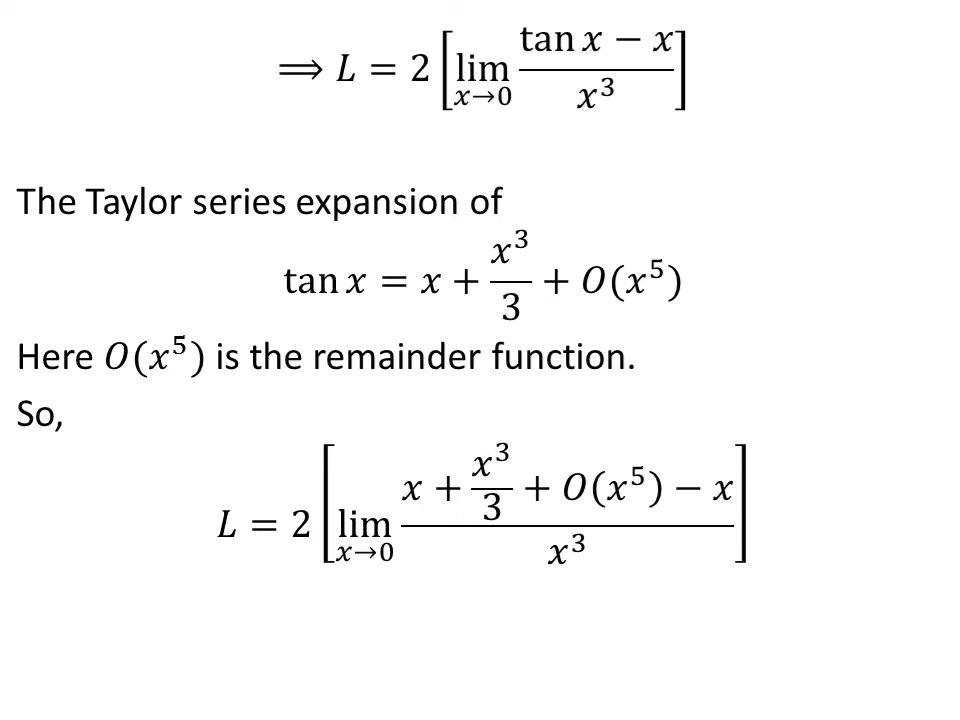 ⟹ L = 2 [lim_{x→0} (tan x − x)/x³]
The Taylor series expansion of
tan x = x + x³/3 + O(x⁵)
Here O(x⁵) is the remainder function.
So,
L = 2 [lim_{x→0} (x + x³/3 + O(x⁵) − x)/x³]